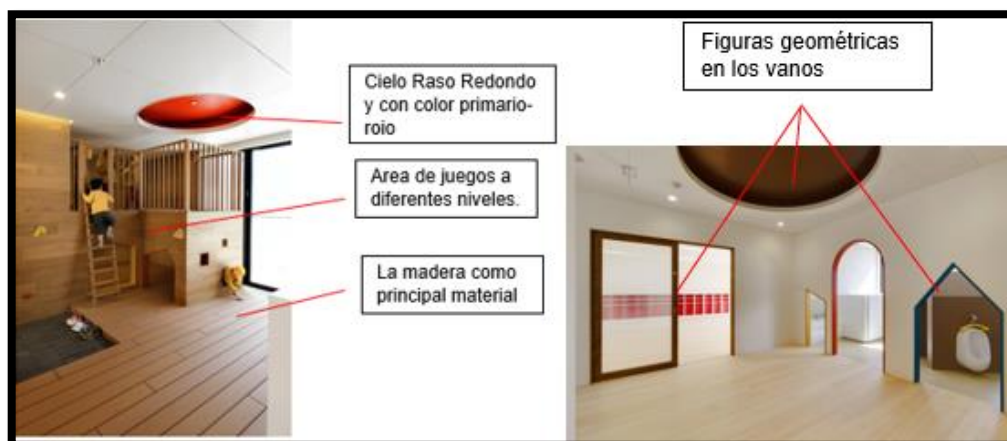 Cielo Raso Redondo
y con color primario-
roio
Area de juegos a
diferentes niveles.
La madera como
principal material
Figuras geométricas
en los vanos